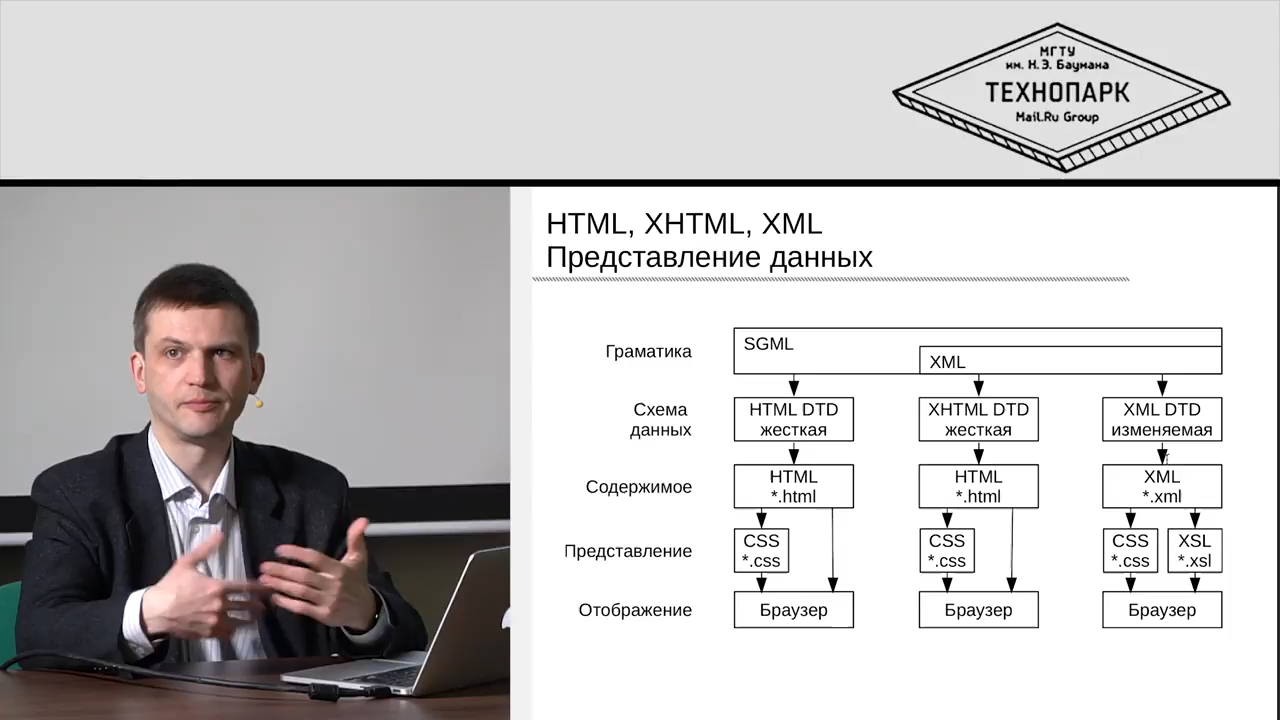 МГТУ
им. Н.Э. Баумана
ТЕХНОПАРК
Mail.Ru Group
HTML, XHTML, XML
Представление данных
Граматика
SGML
XML
Схема
данных
HTML DTD
жесткая
XHTML DTD
жесткая
XML DTD
изменяемая
Содержимое
HTML
*.html
HTML
*.html
XML
*.xml
Представление
CSS
*.css
CSS
*.css
CSS
*.css
XSL
*.xsl
Отображение
Браузер
Браузер
Браузер